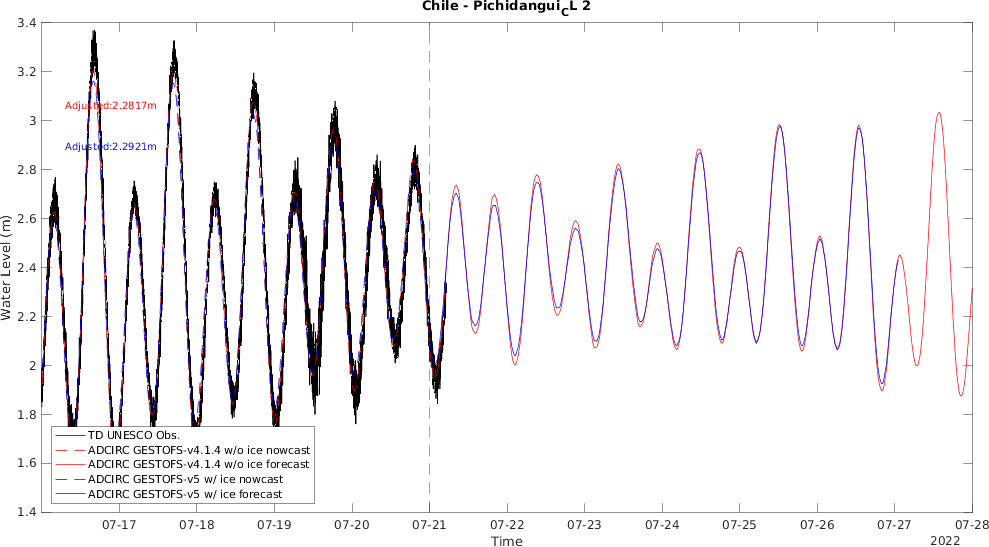 Chile - PichidanguiCL 2
3.4
3.2
3
2.8
2.6
2.4
2.2
2
1.8
1.6
1.4
Water Level (m)
Adjusted:2.2817m
Adjusted:2.2921m
TD UNESCO Obs.
ADCIRC GESTOFS-v4.1.4 w/o ice nowcast
ADCIRC GESTOFS-v4.1.4 w/o ice forecast
ADCIRC GESTOFS-v5 w/ ice nowcast
ADCIRC GESTOFS-v5 w/ ice forecast
07-17 07-18 07-19 07-20 07-21 07-22 07-23 07-24 07-25 07-26 07-27 07-28
Time
2022